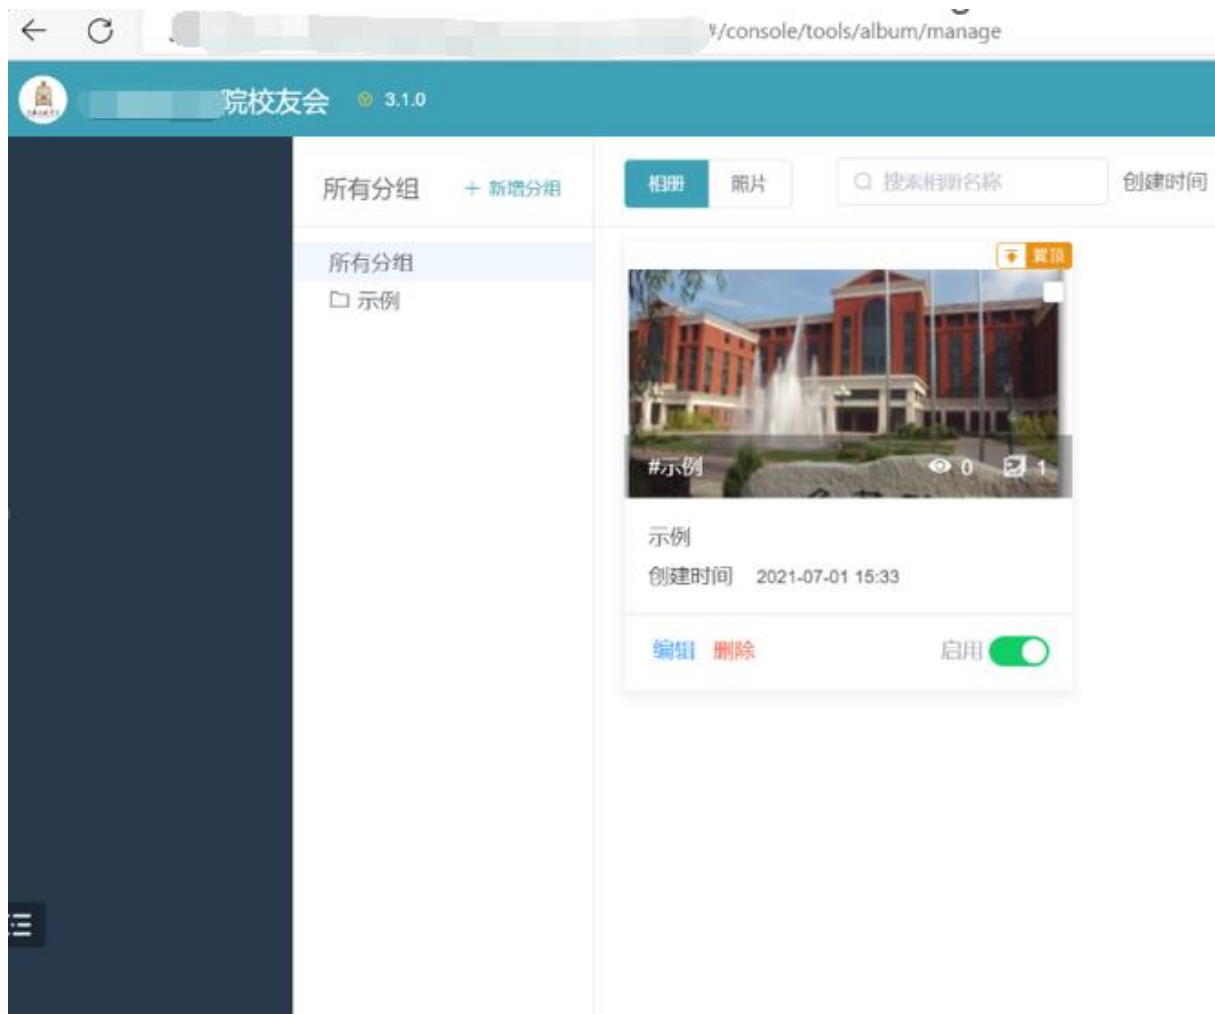 #/console/tools/album/manage
院校友会 3.1.0
所有分组 + 新增分组
相册 照片 搜索相册名称 创建时间
所有分组
示例
置顶
#示例 0 1
示例
创建时间 2021-07-01 15:33
编辑 删除 启用